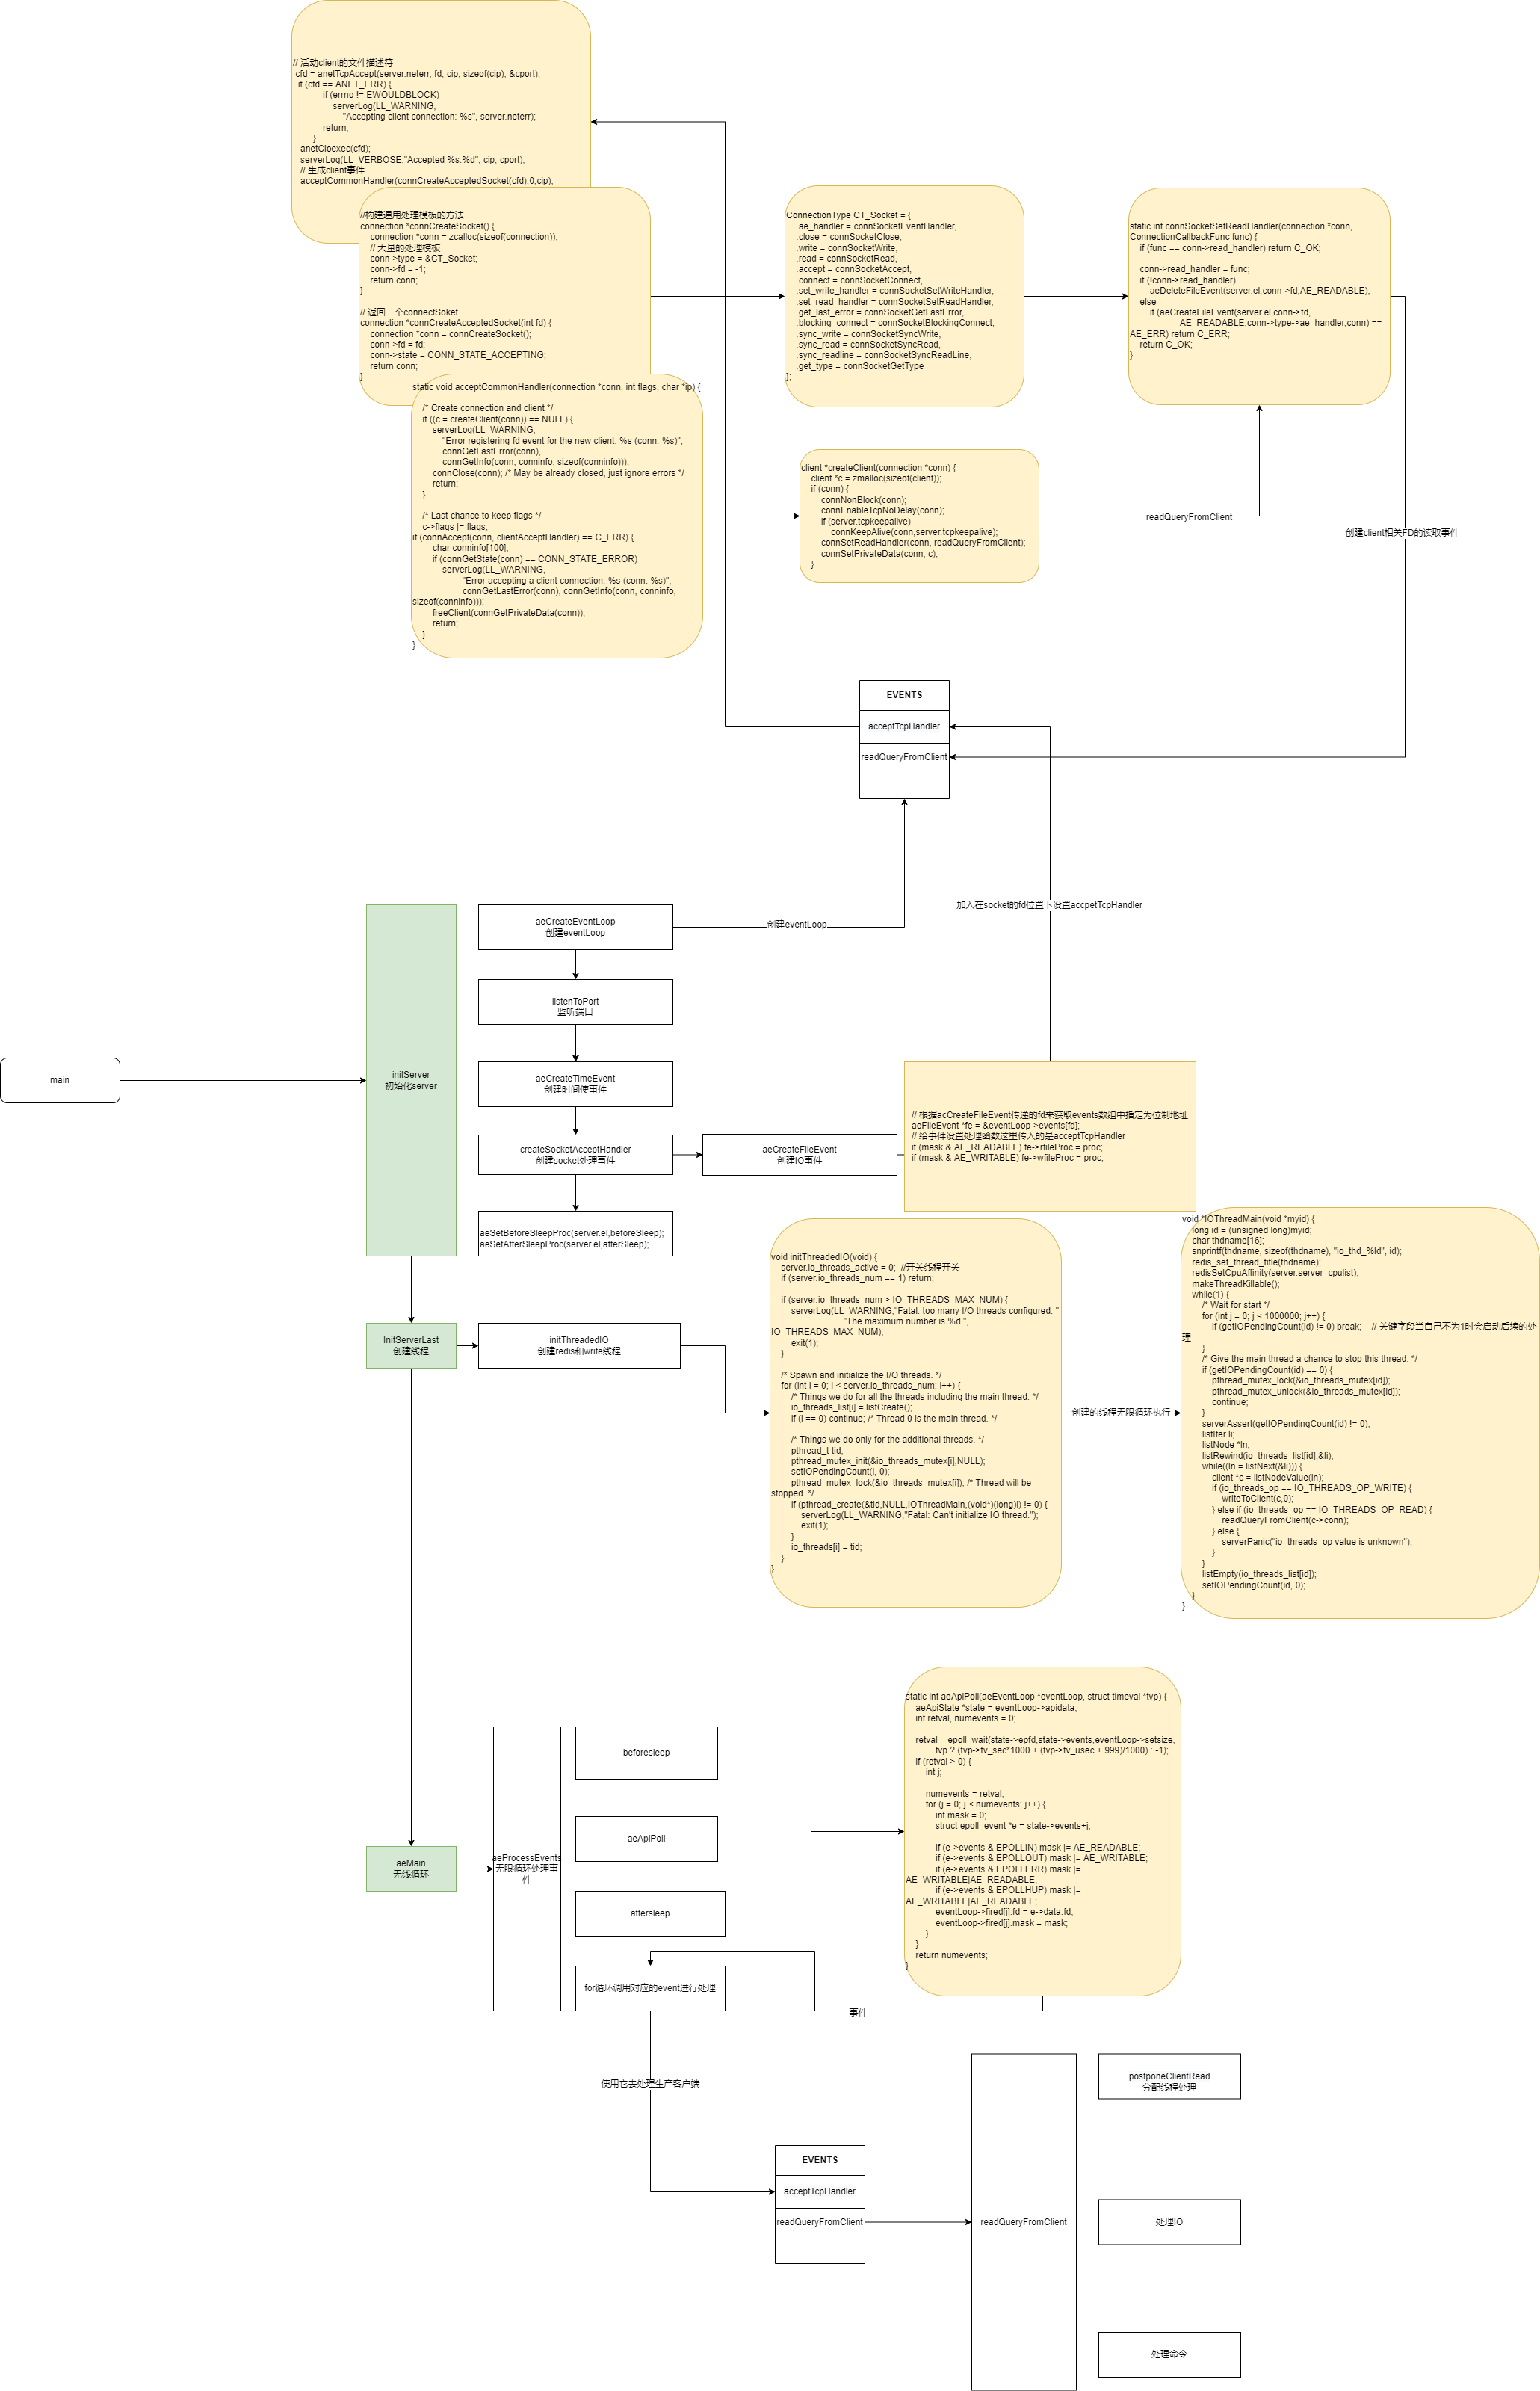 // 活动client的文件描述符
cfd = anetTcpAccept(server.neterr, fd, cip, sizeof(cip), &cport);
if (cfd == ANET_ERR) {
if (errno != EWOULDBLOCK)
serverLog(LL_WARNING,
"Accepting client connection: %s", server.neterr);
return;
}
anetCloexec(cfd);
serverLog(LL_VERBOSE,"Accepted %s:%d", cip, cport);
// 生成client事件
acceptCommonHandler(connCreateAcceptedSocket(cfd),0,cip);
//构建通用处理模板的方法
connection *connCreateSocket() {
connection *conn = zcalloc(sizeof(connection));
// 大量的处理模板
conn->type = &CT_Socket;
conn->fd = -1;
return conn;
}
// 返回一个connectSoket
connection *connCreateAcceptedSocket(int fd) {
connection *conn = connCreateSocket();
conn->fd = fd;
conn->state = CONN_STATE_ACCEPTING;
return conn;
}
ConnectionType CT_Socket = {
.ae_handler = connSocketEventHandler,
.close = connSocketClose,
.write = connSocketWrite,
.read = connSocketRead,
.accept = connSocketAccept,
.connect = connSocketConnect,
.set_write_handler = connSocketSetWriteHandler,
.set_read_handler = connSocketSetReadHandler,
.get_last_error = connSocketGetLastError,
.blocking_connect = connSocketBlockingConnect,
.sync_write = connSocketSyncWrite,
.sync_read = connSocketSyncRead,
.sync_readline = connSocketSyncReadLine,
.get_type = connSocketGetType
};
static int connSocketSetReadHandler(connection *conn,
ConnectionCallbackFunc func) {
if (func == conn->read_handler) return C_OK;
conn->read_handler = func;
if (!conn->read_handler)
aeDeleteFileEvent(server.el,conn->fd,AE_READABLE);
else
if (aeCreateFileEvent(server.el,conn->fd,
AE_READABLE,conn->type->ae_handler,conn) ==
AE_ERR) return C_ERR;
return C_OK;
}
static void acceptCommonHandler(connection *conn, int flags, char *ip) {
/* Create connection and client */
if ((c = createClient(conn)) == NULL) {
serverLog(LL_WARNING,
"Error registering fd event for the new client: %s (conn: %s)",
connGetLastError(conn),
connGetInfo(conn, conninfo, sizeof(conninfo)));
connClose(conn); /* May be already closed, just ignore errors */
return;
}
/* Last chance to keep flags */
c->flags |= flags;
if (connAccept(conn, clientAcceptHandler) == C_ERR) {
char conninfo[100];
if (connGetState(conn) == CONN_STATE_ERROR)
serverLog(LL_WARNING,
"Error accepting a client connection: %s (conn: %s)",
connGetLastError(conn), connGetInfo(conn, conninfo,
sizeof(conninfo)));
freeClient(connGetPrivateData(conn));
return;
}
}
client *createClient(connection *conn) {
client *c = zmalloc(sizeof(client));
if (conn) {
connNonBlock(conn);
connEnableTcpNoDelay(conn);
if (server.tcpkeepalive)
connKeepAlive(conn,server.tcpkeepalive);
connSetReadHandler(conn, readQueryFromClient);
connSetPrivateData(conn, c);
}
readQueryFromClient
创建client相关FD的读取事件
EVENTS
acceptTcpHandler
readQueryFromClient
加入在socket的fd位置下设置accpetTcpHandler
创建eventLoop
main
initServer
初始化server
aeCreateEventLoop
创建eventLoop
listenToPort
监听端口
aeCreateTimeEvent
创建时间使事件
createSocketAcceptHandler
创建socket处理事件
aeCreateFileEvent
创建IO事件
// 根据acCreateFileEvent传递的fd来获取events数组中指定为位制地址
aeFileEvent *fe = &eventLoop->events[fd];
// 给事件设置处理函数这里传入的是acceptTcpHandler
if (mask & AE_READABLE) fe->rfileProc = proc;
if (mask & AE_WRITABLE) fe->wfileProc = proc;
aeSetBeforeSleepProc(server.el,beforeSleep);
aeSetAfterSleepProc(server.el,afterSleep);
InitServerLast
创建线程
initThreadedIO
创建redis和write线程
void initThreadedIO(void) {
server.io_threads_active = 0; //开关线程开关
if (server.io_threads_num == 1) return;
if (server.io_threads_num > IO_THREADS_MAX_NUM) {
serverLog(LL_WARNING,"Fatal: too many I/O threads configured. "
"The maximum number is %d.",
IO_THREADS_MAX_NUM);
exit(1);
}
/* Spawn and initialize the I/O threads. */
for (int i = 0; i < server.io_threads_num; i++) {
/* Things we do for all the threads including the main thread. */
io_threads_list[i] = listCreate();
if (i == 0) continue; /* Thread 0 is the main thread. */
/* Things we do only for the additional threads. */
pthread_t tid;
pthread_mutex_init(&io_threads_mutex[i],NULL);
setIOPendingCount(i, 0);
pthread_mutex_lock(&io_threads_mutex[i]); /* Thread will be
stopped. */
if (pthread_create(&tid,NULL,IOThreadMain,(void*)(long)i) != 0) {
serverLog(LL_WARNING,"Fatal: Can't initialize IO thread.");
exit(1);
}
io_threads[i] = tid;
}
}
创建的线程无限循环执行
void *IOThreadMain(void *myid) {
long id = (unsigned long)myid;
char thdname[16];
snprintf(thdname, sizeof(thdname), "io_thd_%ld", id);
redis_set_thread_title(thdname);
redisSetCpuAffinity(server.server_cpulist);
makeThreadKillable();
while(1) {
/* Wait for start */
for (int j = 0; j < 1000000; j++) {
if (getIOPendingCount(id) != 0) break; // 关键字段当自己不为1时会启动后续的处
理
}
/* Give the main thread a chance to stop this thread. */
if (getIOPendingCount(id) == 0) {
pthread_mutex_lock(&io_threads_mutex[id]);
pthread_mutex_unlock(&io_threads_mutex[id]);
continue;
}
serverAssert(getIOPendingCount(id) != 0);
listIter li;
listNode *ln;
listRewind(io_threads_list[id],&li);
while((ln = listNext(&li))) {
client *c = listNodeValue(ln);
if (io_threads_op == IO_THREADS_OP_WRITE) {
writeToClient(c,0);
} else if (io_threads_op == IO_THREADS_OP_READ) {
readQueryFromClient(c->conn);
} else {
serverPanic("io_threads_op value is unknown");
}
}
listEmpty(io_threads_list[id]);
setIOPendingCount(id, 0);
}
}
aeMain
无线循环
aeProcessEvents
无限循环处理事
件
beforesleep
aeApiPoll
aftersleep
for循环调用对应的event进行处理
static int aeApiPoll(aeEventLoop *eventLoop, struct timeval *tvp) {
aeApiState *state = eventLoop->apidata;
int retval, numevents = 0;
retval = epoll_wait(state->epfd,state->events,eventLoop->setsize,
tvp ? (tvp->tv_sec*1000 + (tvp->tv_usec + 999)/1000) : -1);
if (retval > 0) {
int j;
numevents = retval;
for (j = 0; j < numevents; j++) {
int mask = 0;
struct epoll_event *e = state->events+j;
if (e->events & EPOLLIN) mask |= AE_READABLE;
if (e->events & EPOLLOUT) mask |= AE_WRITABLE;
if (e->events & EPOLLERR) mask |=
AE_WRITABLE|AE_READABLE;
if (e->events & EPOLLHUP) mask |=
AE_WRITABLE|AE_READABLE;
eventLoop->fired[j].fd = e->data.fd;
eventLoop->fired[j].mask = mask;
}
}
return numevents;
}
事件
使用它去处理生产客户端
EVENTS
acceptTcpHandler
readQueryFromClient
readQueryFromClient
postponeClientRead
分配线程处理
处理IO
处理命令